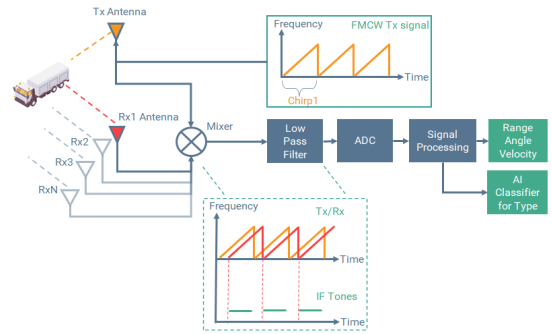 Tx Antenna
Frequency
FMCW Tx signal
Time
Chirp1
Rx1 Antenna
Rx2
Rx3
RxN
Mixer
Low
Pass
Filter
ADC
Signal
Processing
Range
Angle
Velocity
AI
Classifier
for Type
Frequency
Tx/Rx
Time
IF Tones
Time